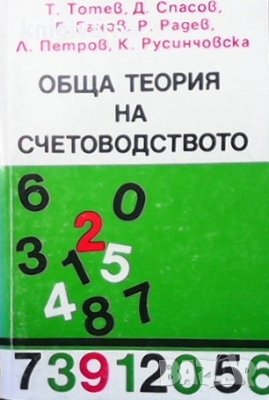 Т. Тотев, Д. Спасов,
Г. Ганов, Р. Радев,
Л. Петров, К. Русинчовска
ОБЩА ТЕОРИЯ
НА
СЧЕТОВОДСТВОТО
6 0
3 2
1 5
4 8 7
73912056
BAZAR